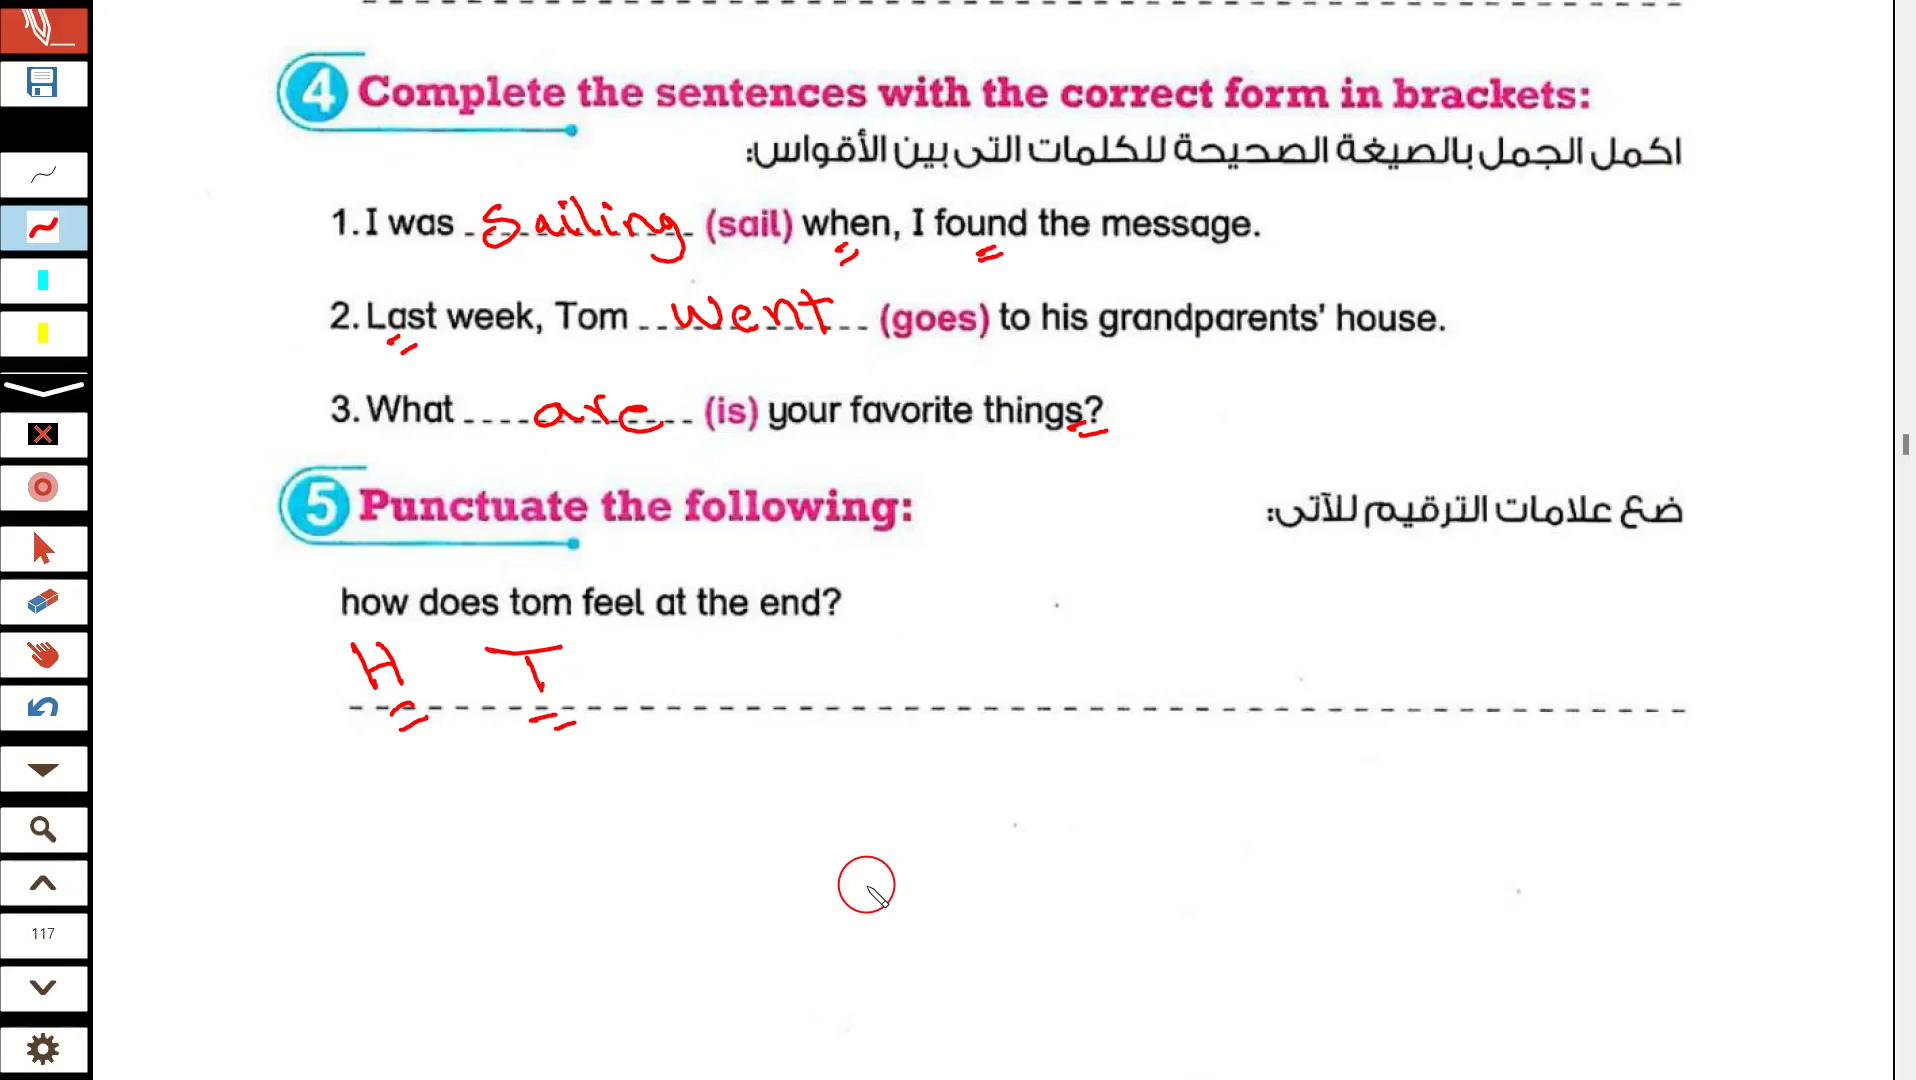 4 Complete the sentences with the correct form in brackets:
اكمل الجمل بالصيغة الصحيحة للكلمات التى بين الأقواس:
1. I was sailing (sail) when, I found the message.
2. Last week, Tom went (goes) to his grandparents' house.
3. What are (is) your favorite things?
5 Punctuate the following:
ضع علامات الترقيم للآتى:
how does tom feel at the end?
H T
117